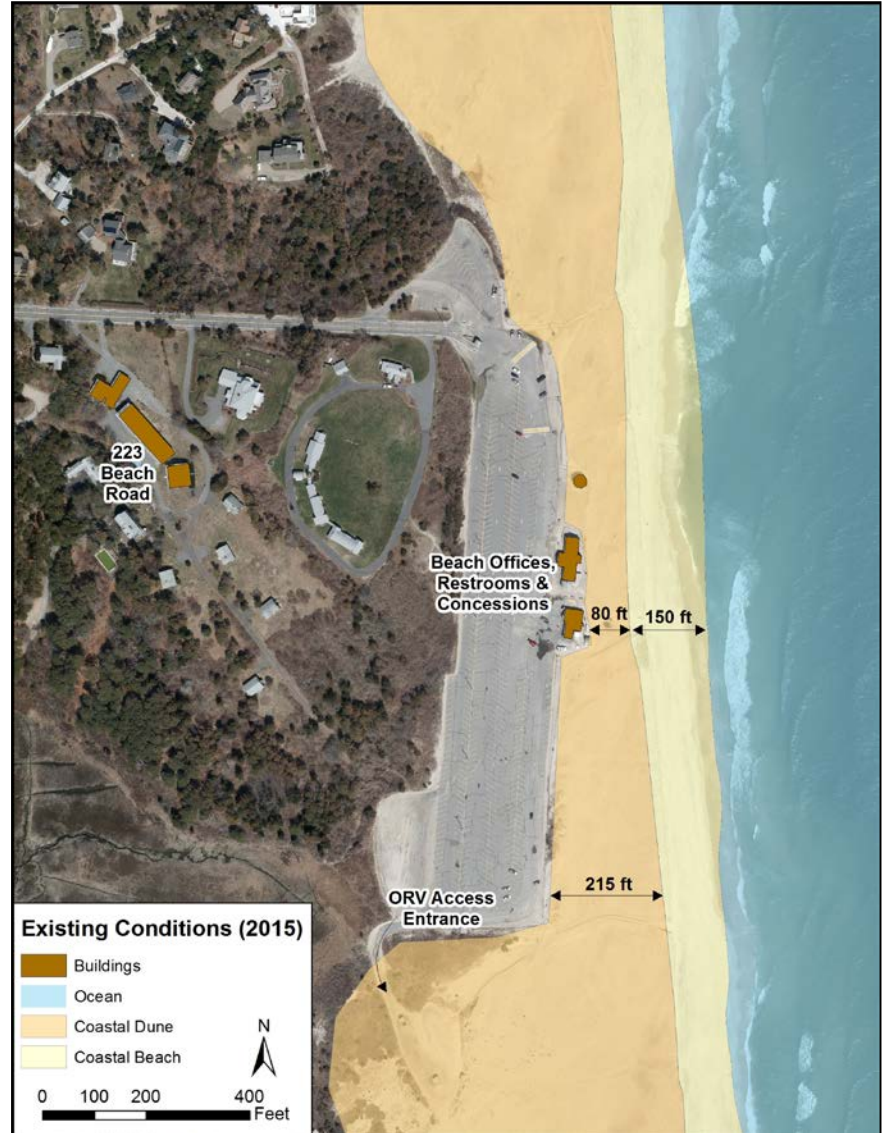 223
Beach
Road
Beach Offices,
Restrooms &
Concessions
80 ft
150 ft
215 ft
ORV Access
Entrance
Existing Conditions (2015)
Buildings
Ocean
Coastal Dune
Coastal Beach
N
0 100 200 400
Feet